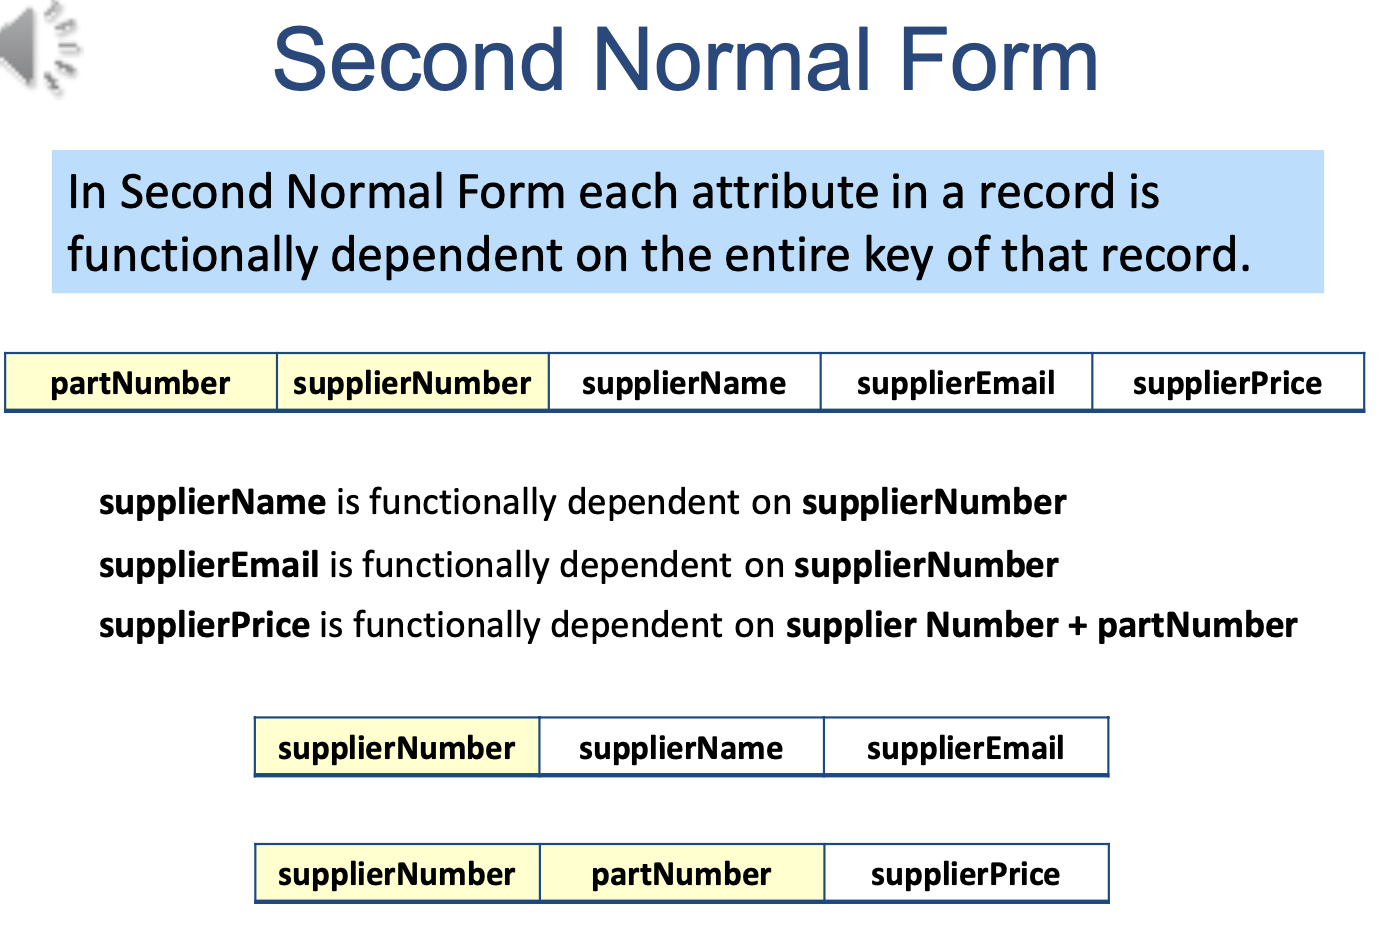 Second Normal Form
In Second Normal Form each attribute in a record is
functionally dependent on the entire key of that record.
partNumber supplierNumber supplierName supplierEmail supplierPrice
supplierName is functionally dependent on supplierNumber
supplierEmail is functionally dependent on supplierNumber
supplierPrice is functionally dependent on supplier Number + partNumber
supplierNumber supplierName supplierEmail
supplierNumber partNumber supplierPrice